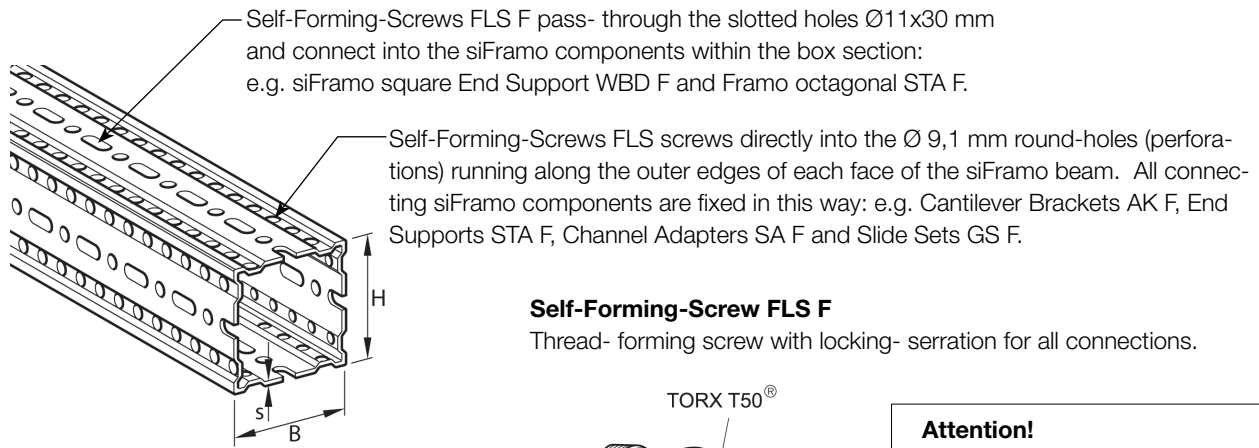 Self-Forming-Screws FLS F pass- through the slotted holes Ø11x30 mm
and connect into the siFramo components within the box section:
e.g. siFramo square End Support WBD F and Framo octagonal STA F.
Self-Forming-Screws FLS screws directly into the Ø 9,1 mm round-holes (perfora-
tions) running along the outer edges of each face of the siFramo beam.  All connec-
ting siFramo components are fixed in this way: e.g. Cantilever Brackets AK F, End
Supports STA F, Channel Adapters SA F and Slide Sets GS F.
H
s
B
Self-Forming-Screw FLS F
Thread- forming screw with locking- serration for all connections.
TORX T50®
Attention!